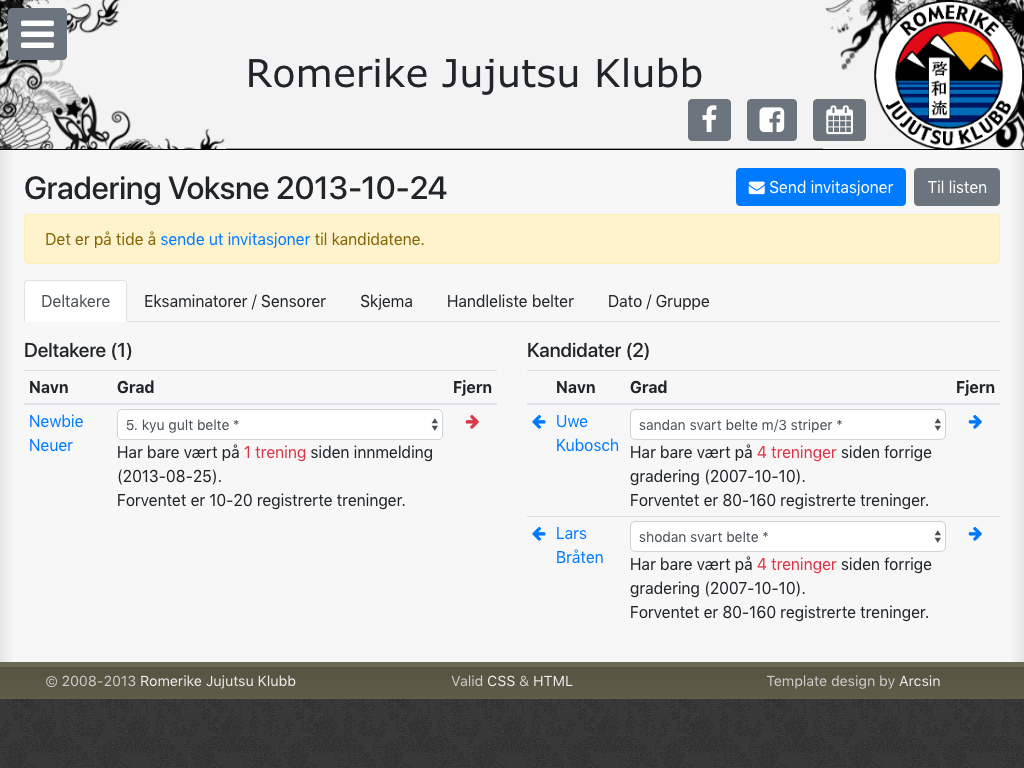 Romerike Jujutsu Klubb
ROMERIKE
啓和流
JUJUTSU KLUBB
Gradering Voksne 2013-10-24
Send invitasjoner
Til listen
Det er på tide å sende ut invitasjoner til kandidatene.
Deltakere
Eksaminatorer / Sensorer
Skjema
Handleliste belter
Dato / Gruppe
Deltakere (1)
Navn Grad Fjern
Newbie Neuer
5. kyu gult belte *
Har bare vært på 1 trening siden innmelding
(2013-08-25).
Forventet er 10-20 registrerte treninger.
Kandidater (2)
Navn Grad Fjern
Uwe Kubosch
sandan svart belte m/3 striper *
Har bare vært på 4 treninger siden forrige
gradering (2007-10-10).
Forventet er 80-160 registrerte treninger.
Lars Bråten
shodan svart belte *
Har bare vært på 4 treninger siden forrige
gradering (2007-10-10).
Forventet er 80-160 registrerte treninger.
© 2008-2013 Romerike Jujutsu Klubb
Valid CSS & HTML
Template design by Arcsin